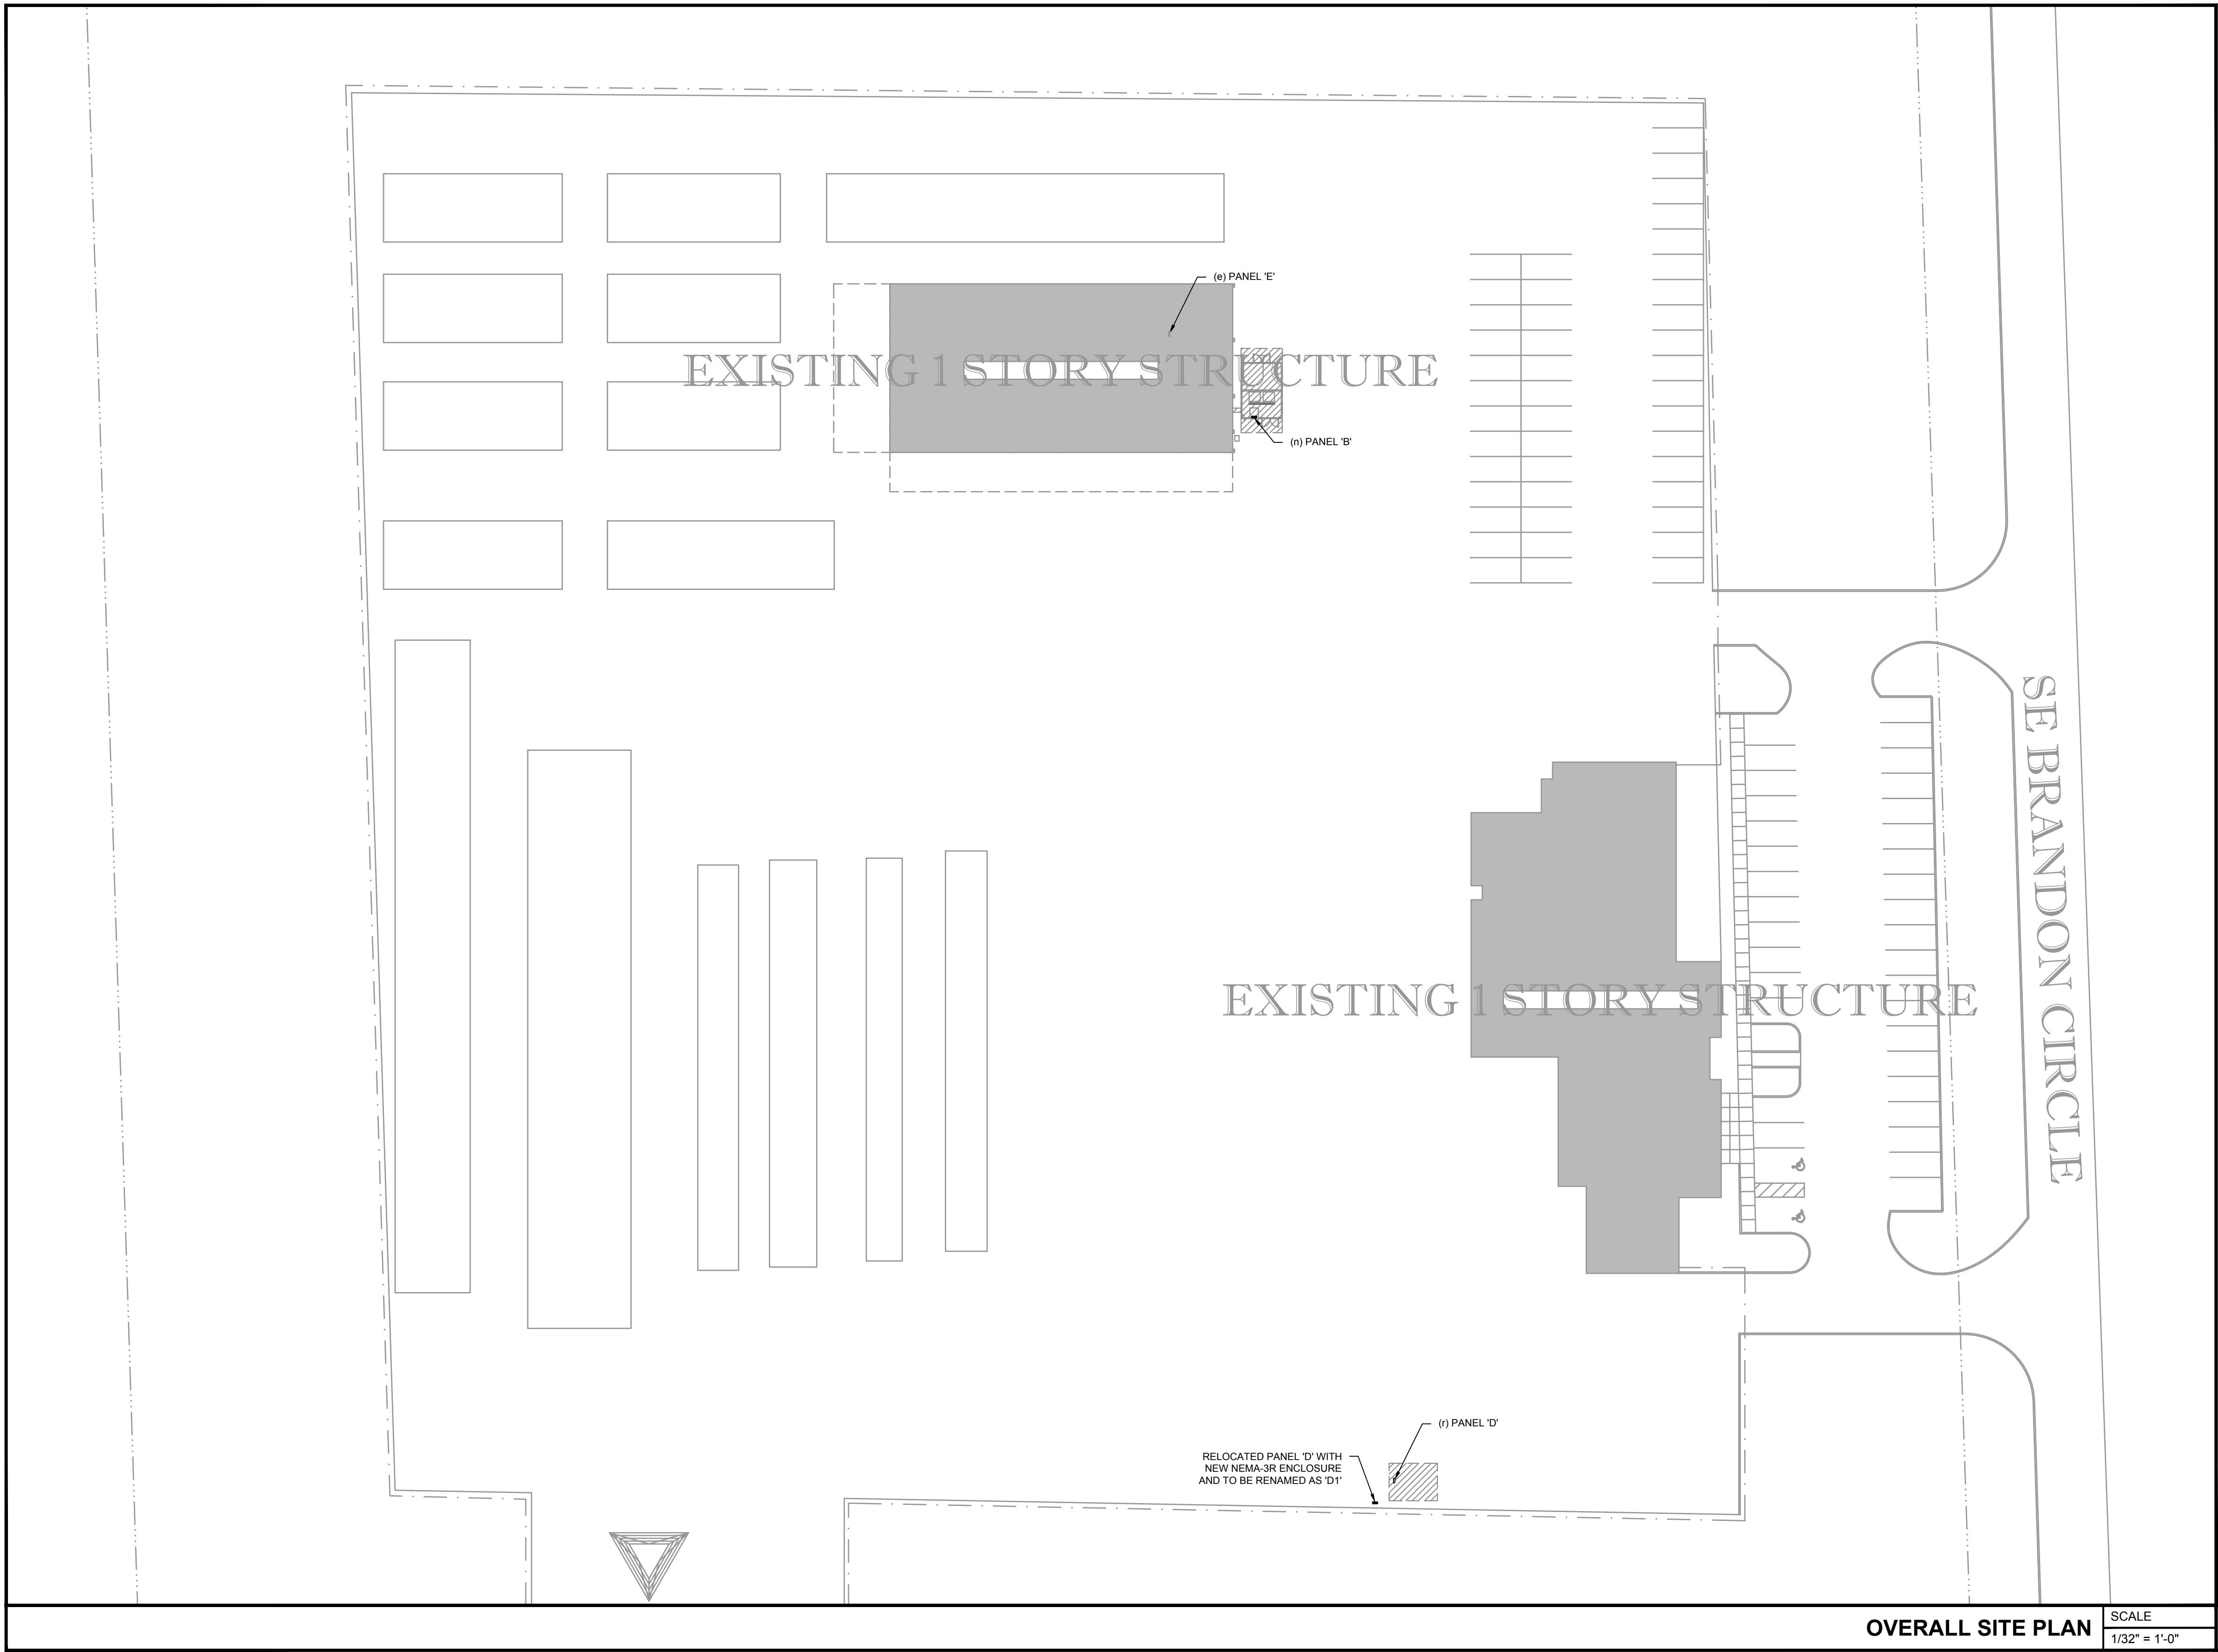 (e) PANEL 'E'
EXISTING 1 STORY STRUCTURE
(n) PANEL 'B'
SE BRANDON CIRCLE
EXISTING 1 STORY STRUCTURE
(r) PANEL 'D'
RELOCATED PANEL 'D' WITH
NEW NEMA-3R ENCLOSURE
AND TO BE RENAMED AS 'D1'
OVERALL SITE PLAN
SCALE
1/32" = 1'-0"